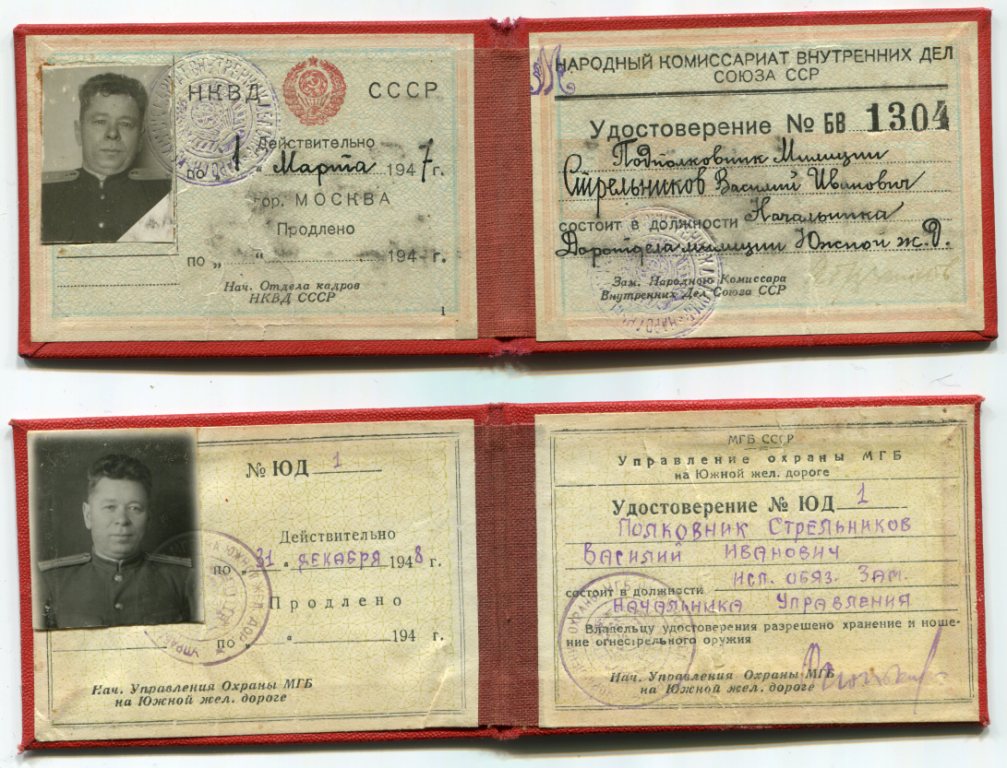 НКВД СССР
Действительно
1 " Марта 1947 г.
гор. МОСКВА
Продлено
по „ “ 194 г.
Нач. Отдела кадров
НКВД СССР
1
НАРОДНЫЙ КОМИССАРИАТ ВНУТРЕННИХ ДЕЛ
СОЮЗА ССР
Удостоверение № БВ 1304
Подполковник Милиции
Стрельников Василий Иванович
состоит в должности Начальника
Доротдела милиции Южной ж.д.
Зам. Народного Комиссара
Внутренних Дел Союза ССР
№ ЮД 1
Действительно
по „ 31 " декабря 1948 г.
Продлено
по „ " 194 г.
Нач. Управления Охраны МГБ
на Южной жел. дороге
МГБ СССР
Управление охраны МГБ
на Южной жел. дороге
Удостоверение № ЮД 1
Полковник Стрельников
Василий Иванович
состоит в должности исп. обяз. зам.
начальника Управления
Владельцу удостоверения разрешено хранение и ноше-
ние огнестрельного оружия
Нач. Управления Охраны МГБ
на Южной жел. дороге